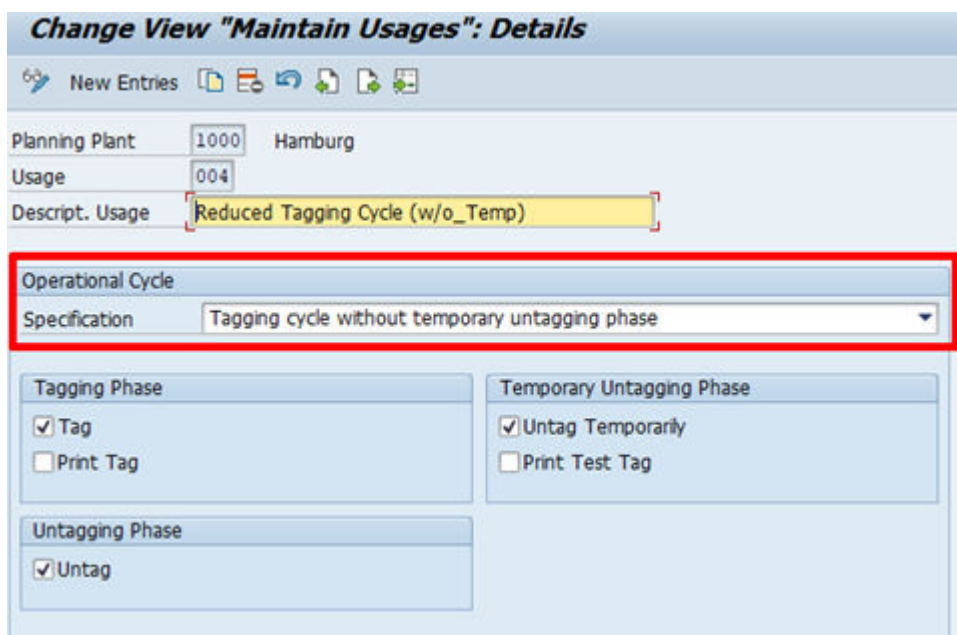 Change View "Maintain Usages": Details
New Entries
Planning Plant 1000 Hamburg
Usage 004
Descript. Usage Reduced Tagging Cycle (w/o_Temp)
Operational Cycle
Specification Tagging cycle without temporary untagging phase
Tagging Phase Temporary Untagging Phase
Tag Untag Temporarily
Print Tag Print Test Tag
Untagging Phase
Untag